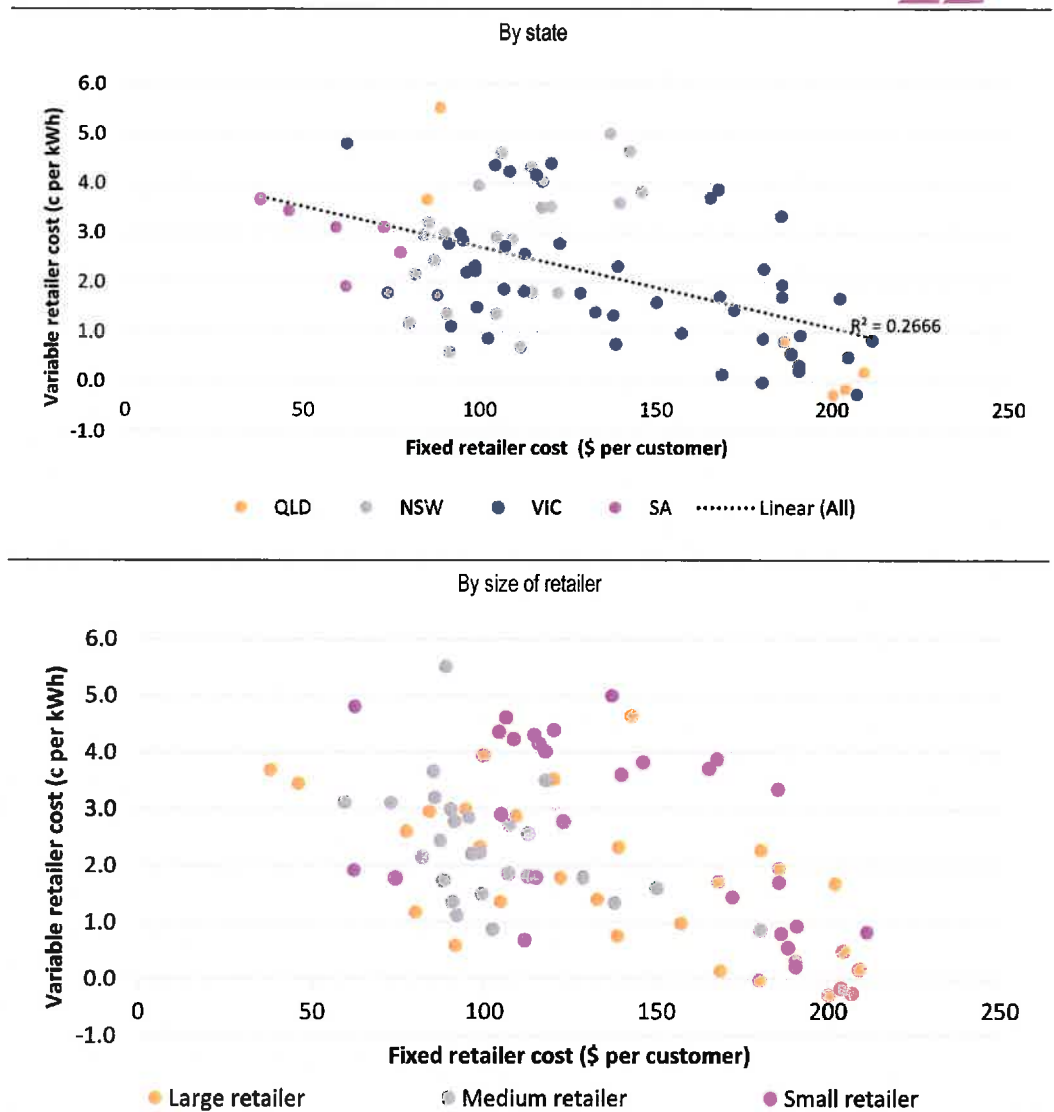 By state
6.0
5.0
4.0
3.0
2.0
1.0
0.0
-1.0
Variable retailer cost (c per kWh)
R² = 0.2666
0 50 100 150 200 250
Fixed retailer cost ($ per customer)
QLD NSW VIC SA Linear (All)
By size of retailer
6.0
5.0
4.0
3.0
2.0
1.0
0.0
-1.0
Variable retailer cost (c per kWh)
0 50 100 150 200 250
Fixed retailer cost ($ per customer)
Large retailer Medium retailer Small retailer